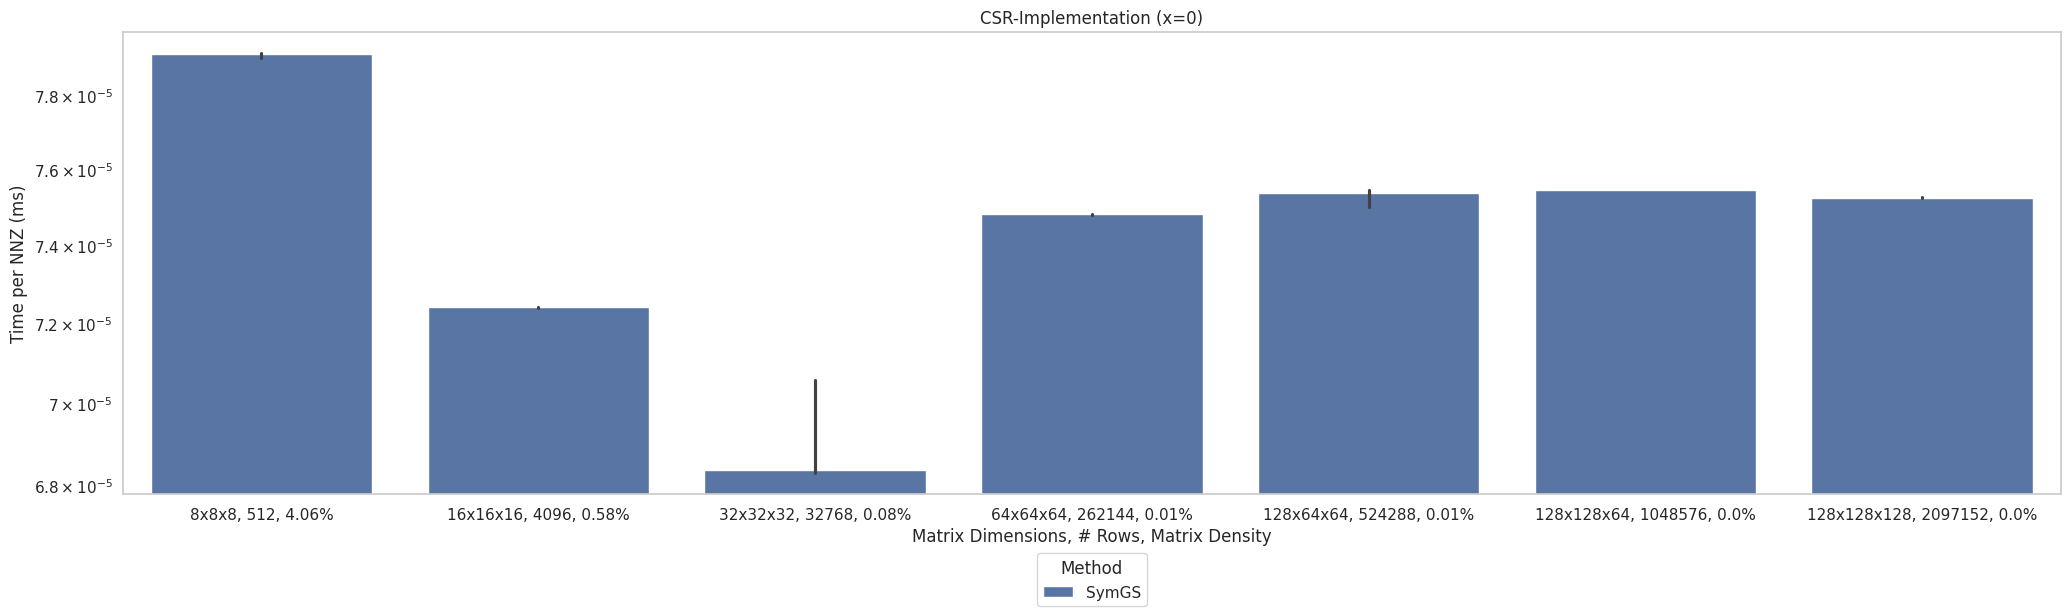 CSR-Implementation (x=0)
Time per NNZ (ms)
7.8 × 10⁻⁵
7.6 × 10⁻⁵
7.4 × 10⁻⁵
7.2 × 10⁻⁵
7 × 10⁻⁵
6.8 × 10⁻⁵
8x8x8, 512, 4.06%
16x16x16, 4096, 0.58%
32x32x32, 32768, 0.08%
64x64x64, 262144, 0.01%
128x64x64, 524288, 0.01%
128x128x64, 1048576, 0.0%
128x128x128, 2097152, 0.0%
Matrix Dimensions, # Rows, Matrix Density
Method
SymGS